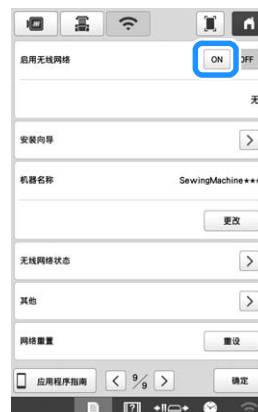 启用无线网络 ON OFF
无
安装向导
机器名称 SewingMachine***
更改
无线网络状态
其他
网络重置 重设
应用程序指南 9/9 确定